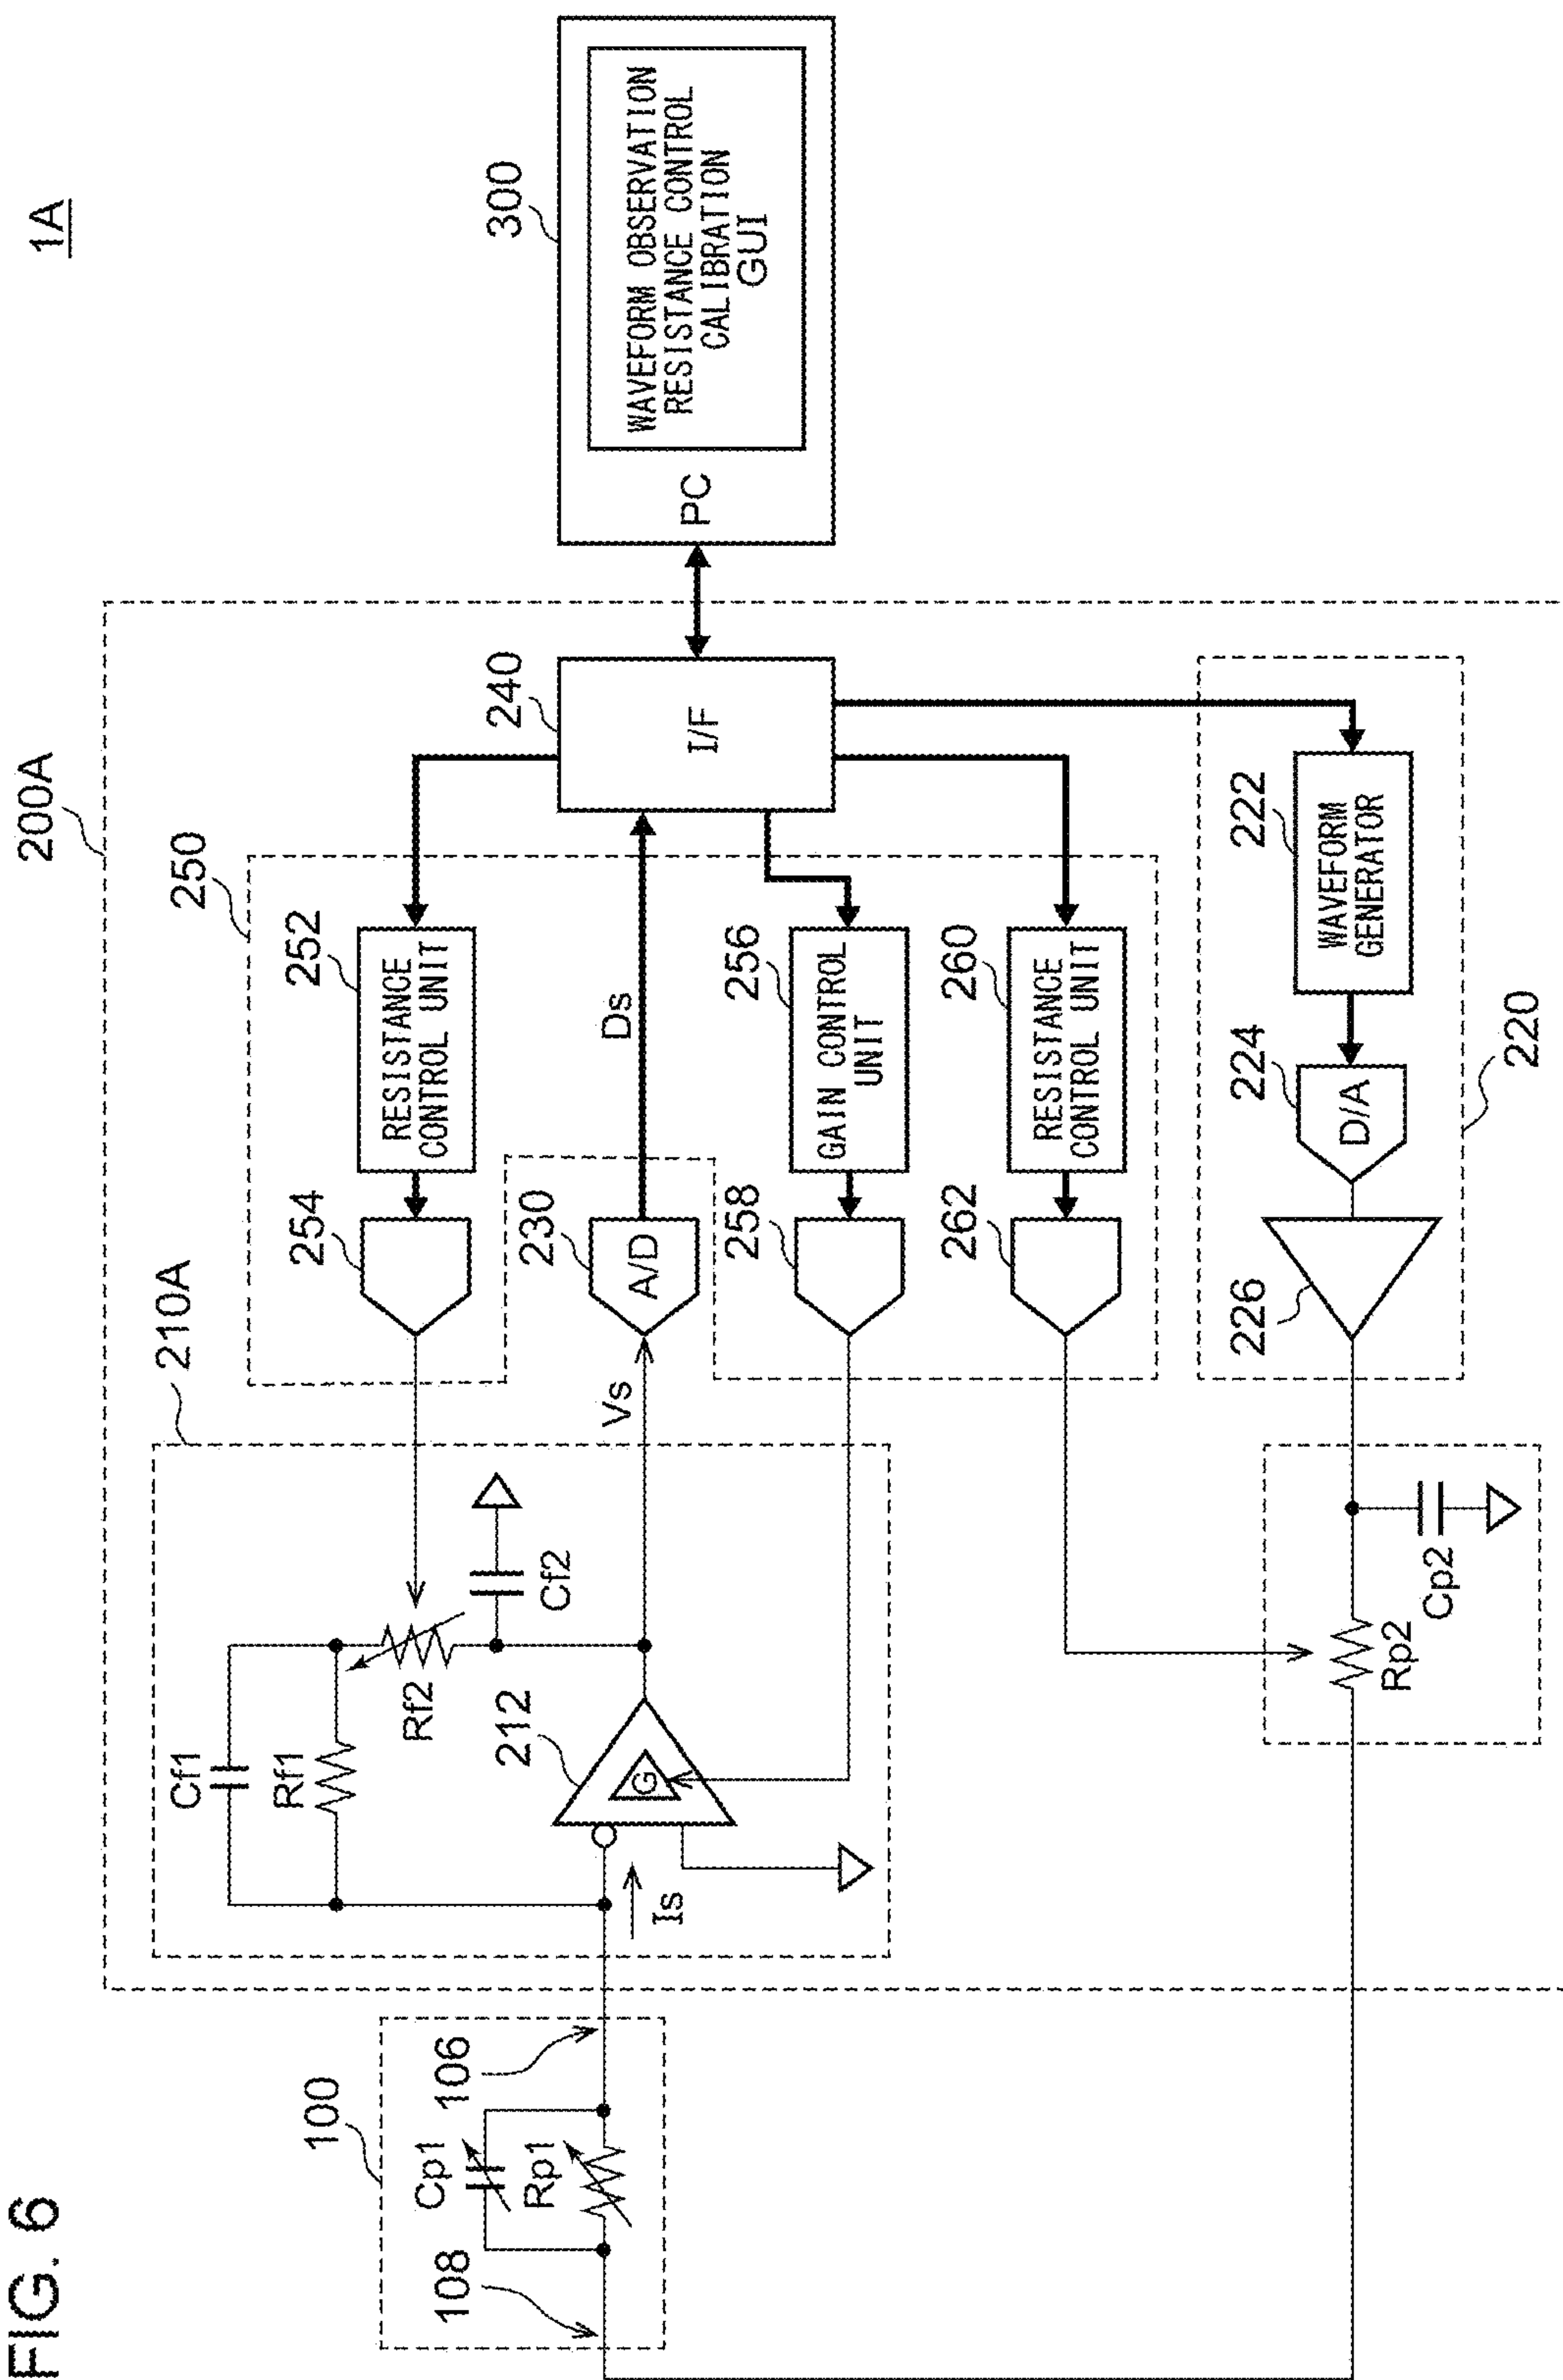 FIG. 6
1A
200A
300
PC
WAVEFORM OBSERVATION
RESISTANCE CONTROL
CALIBRATION
GUI
240
I/F
250
252
RESISTANCE
CONTROL UNIT
254
210A
Cf1
Rf1
Rf2
Cf2
212
G
Is
Vs
230
A/D
Ds
256
GAIN CONTROL
UNIT
258
260
RESISTANCE
CONTROL UNIT
262
100
Cp1
Rp1
106
108
222
WAVEFORM
GENERATOR
224
D/A
226
220
Rp2
Cp2